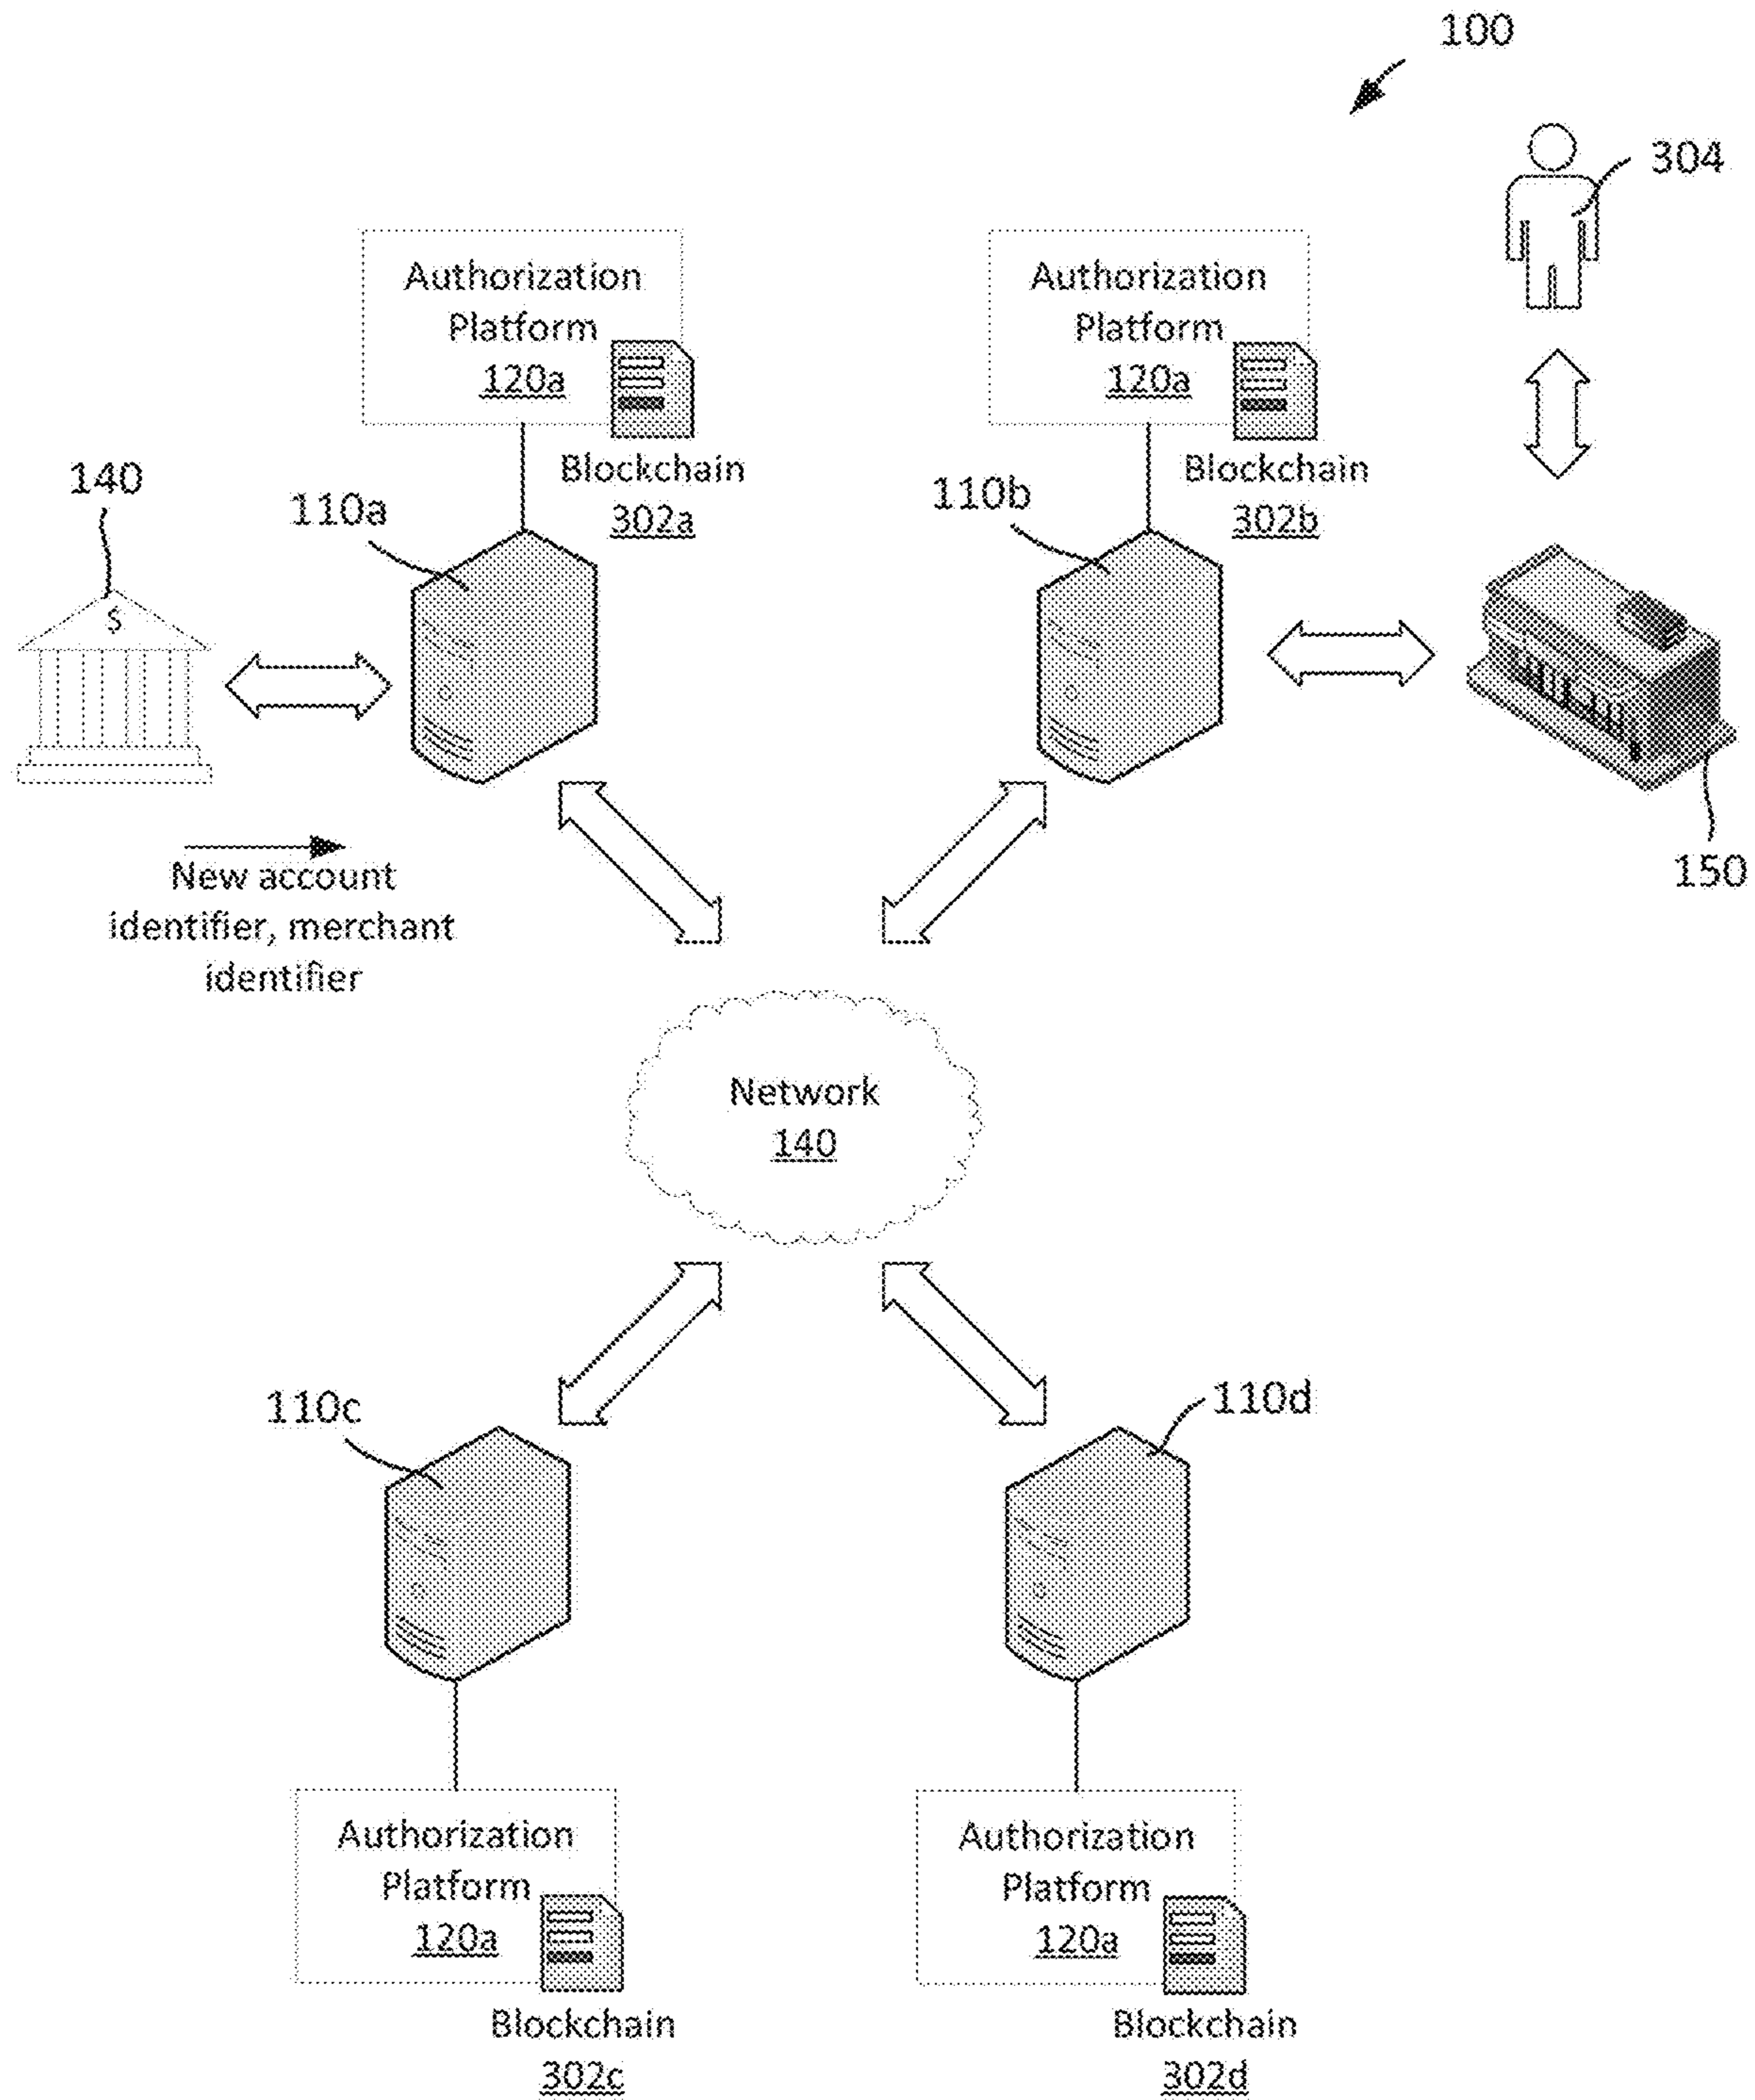 100
304
Authorization
Platform
120a
Blockchain
302a
Authorization
Platform
120a
Blockchain
302b
140
$
110a
110b
150
New account
identifier, merchant
identifier
Network
140
110c
110d
Authorization
Platform
120a
Blockchain
302c
Authorization
Platform
120a
Blockchain
302d